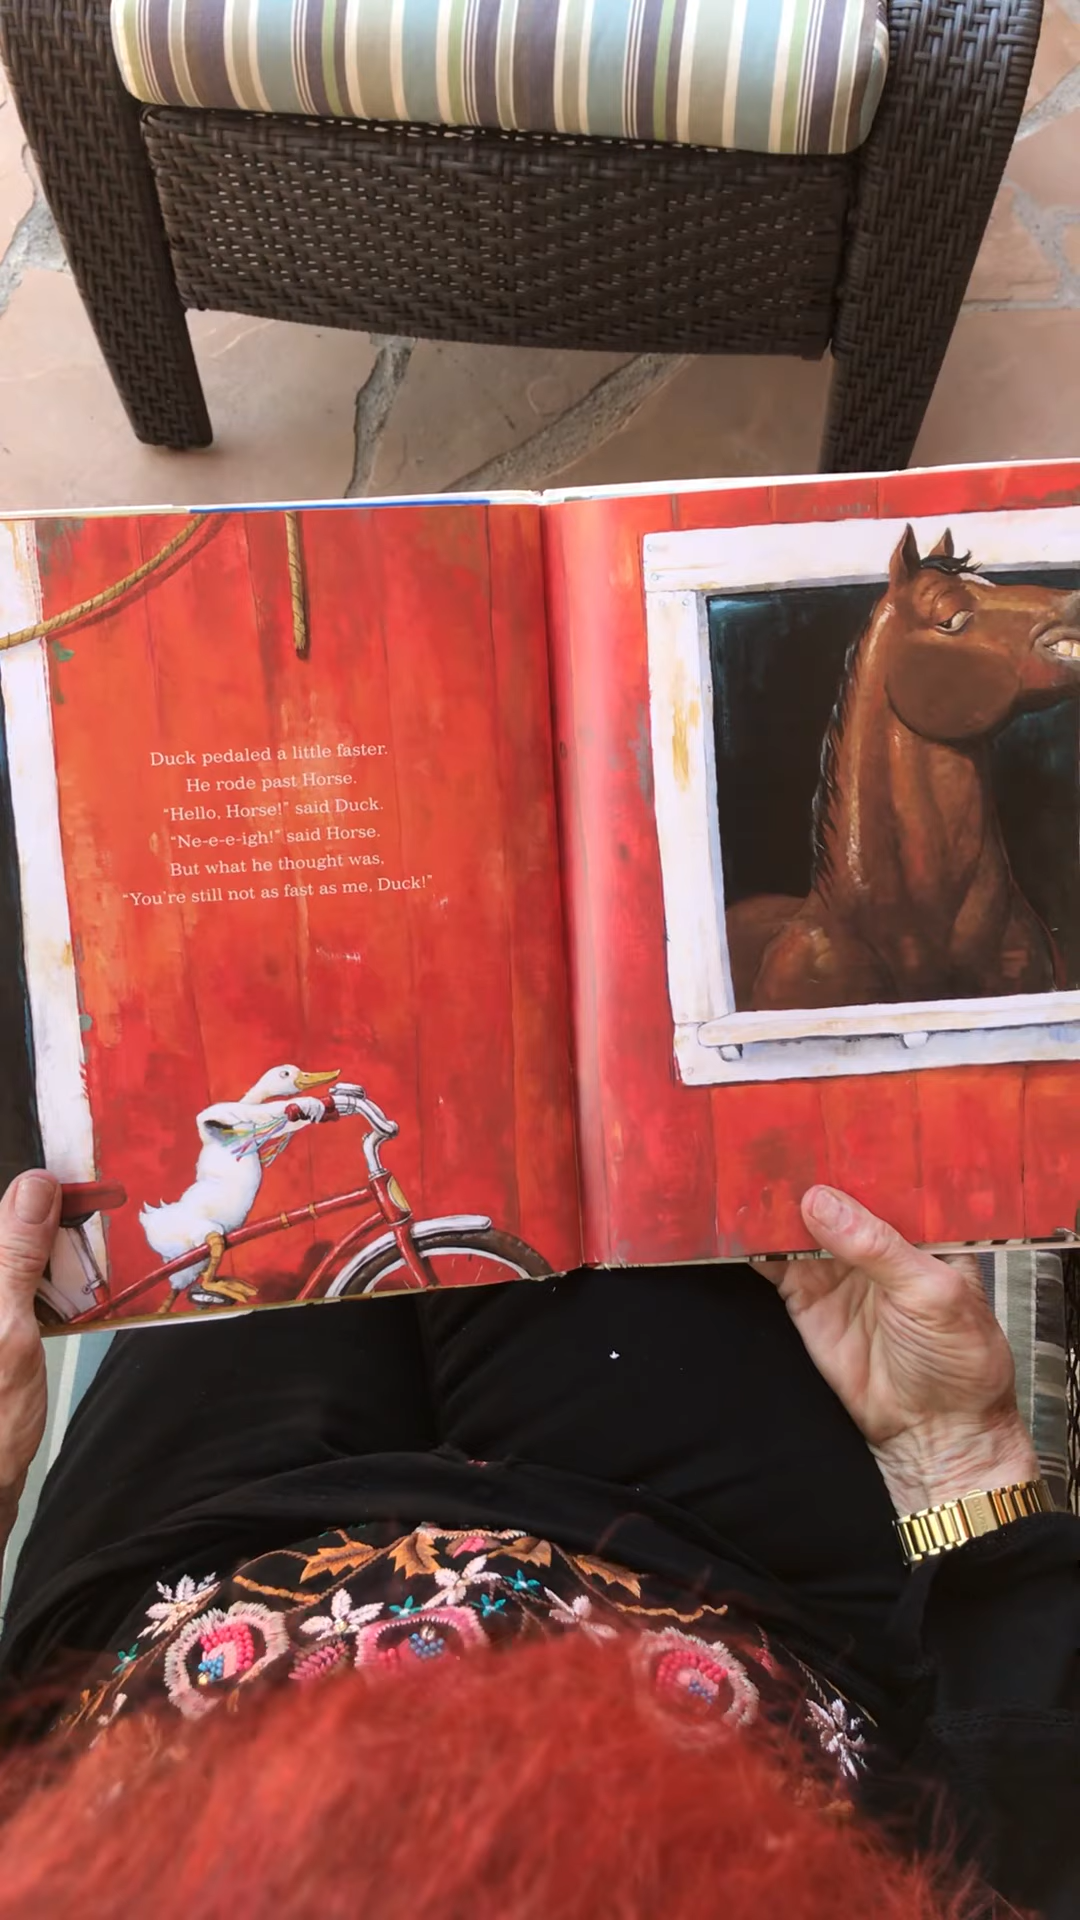 Duck pedaled a little faster.
He rode past Horse.
“Hello, Horse!” said Duck.
“Ne-e-e-igh!” said Horse.
But what he thought was,
“You’re still not as fast as me, Duck!”